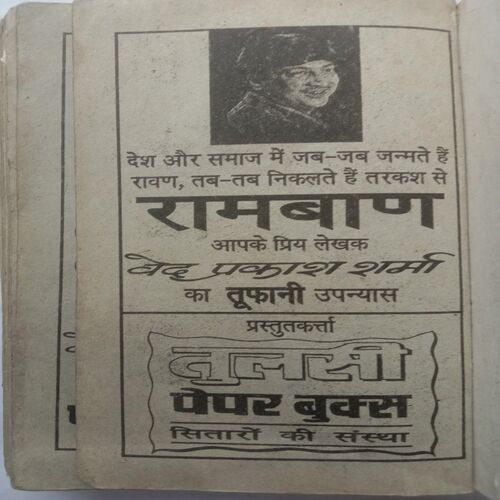 देश और समाज में जब-जब जन्मते हैं
रावण, तब-तब निकलते हैं तरकश से
रामबाण
आपके प्रिय लेखक
वेद प्रकाश शर्मा
का तूफानी उपन्यास
प्रस्तुतकर्त्ता
तुलसी
पेपर बुक्स
सितारों की संस्था